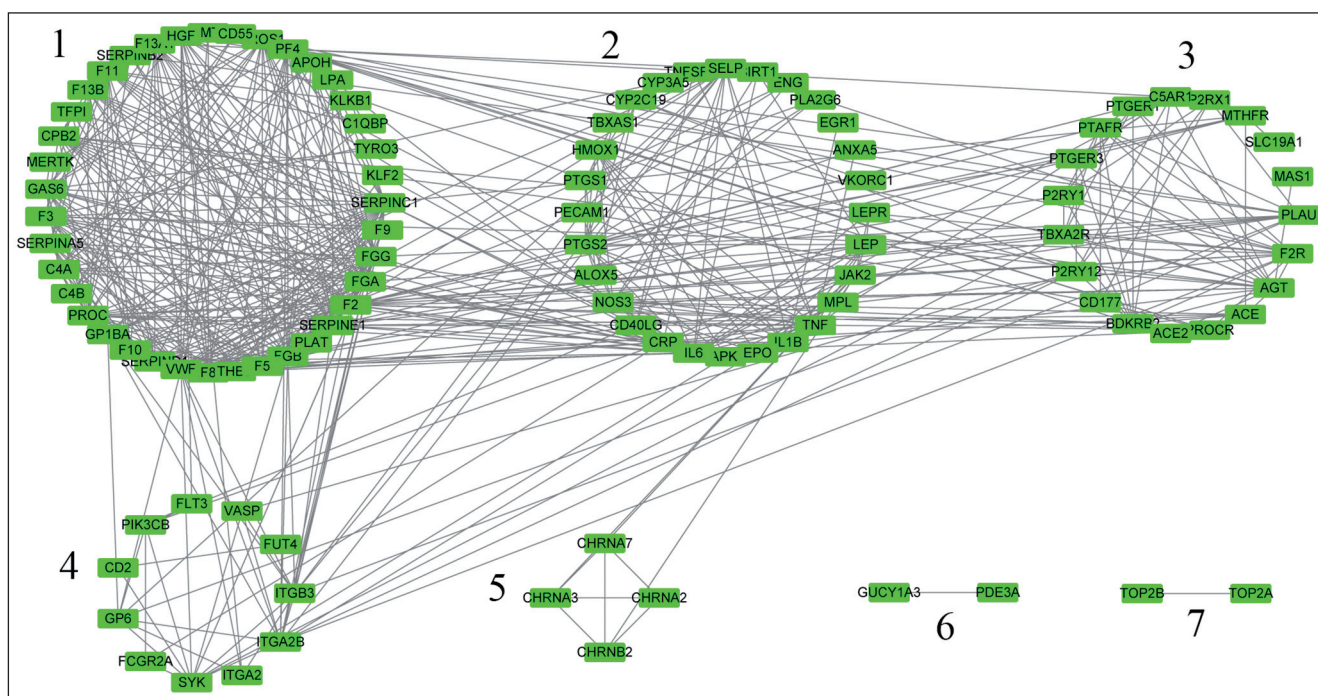 1
HGF
CD55
PF4
F13A
SERPINB2
APOH
F11
LPA
F13B
KLKB1
TFPI
C1QBP
CPB2
TYRO3
MERTK
KLF2
GAS6
SERPINC1
F3
F9
SERPINA5
FGG
C4A
FGA
C4B
F2
PROC
SERPINE1
GP1BA
PLAT
F10
FGB
VWF
F8
F5
2
SELP
CYP3A5
ENG
CYP2C19
PLA2G6
TBXAS1
EGR1
HMOX1
ANXA5
PTGS1
VKORC1
PECAM1
LEPR
PTGS2
LEP
ALOX5
JAK2
NOS3
MPL
CD40LG
TNF
CRP
IL1B
IL6
EPO
3
C5AR1
P2RX1
PTGER1
MTHFR
PTAFR
SLC19A1
PTGER3
MAS1
P2RY1
PLAU
TBXA2R
F2R
P2RY12
AGT
CD177
ACE
BDKRB2
ACE2
PROCR
4
FLT3
VASP
PIK3CB
FUT4
CD2
ITGB3
GP6
ITGA2B
FCGR2A
ITGA2
SYK
5
CHRNA7
CHRNA3
CHRNA2
CHRNB2
GUCY1A3
PDE3A
6
TOP2B
TOP2A
7